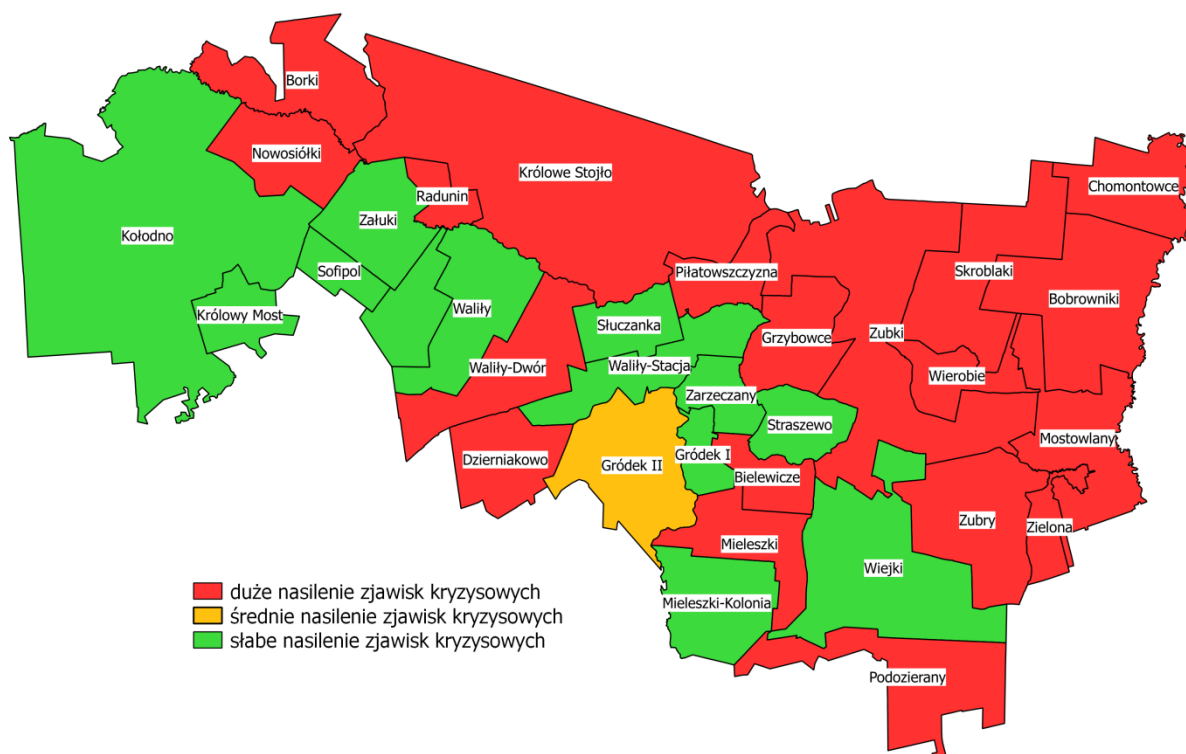 Borki
Nowosiółki
Królowe Stojło
Chomontowce
Radunin
Załuki
Kołodno
Sofipol
Piłatowszczyzna
Skroblaki
Bobrowniki
Królowy Most
Waliły
Słuczanka
Grzybowce
Zubki
Waliły-Dwór
Waliły-Stacja
Wierobie
Zarzeczany
Straszewo
Mostowlany
Dzierniakowo
Gródek II
Gródek I
Bielewicze
Zubry
Zielona
Mieleszki
Wiejki
Mieleszki-Kolonia
Podozierany
duże nasilenie zjawisk kryzysowych
średnie nasilenie zjawisk kryzysowych
słabe nasilenie zjawisk kryzysowych